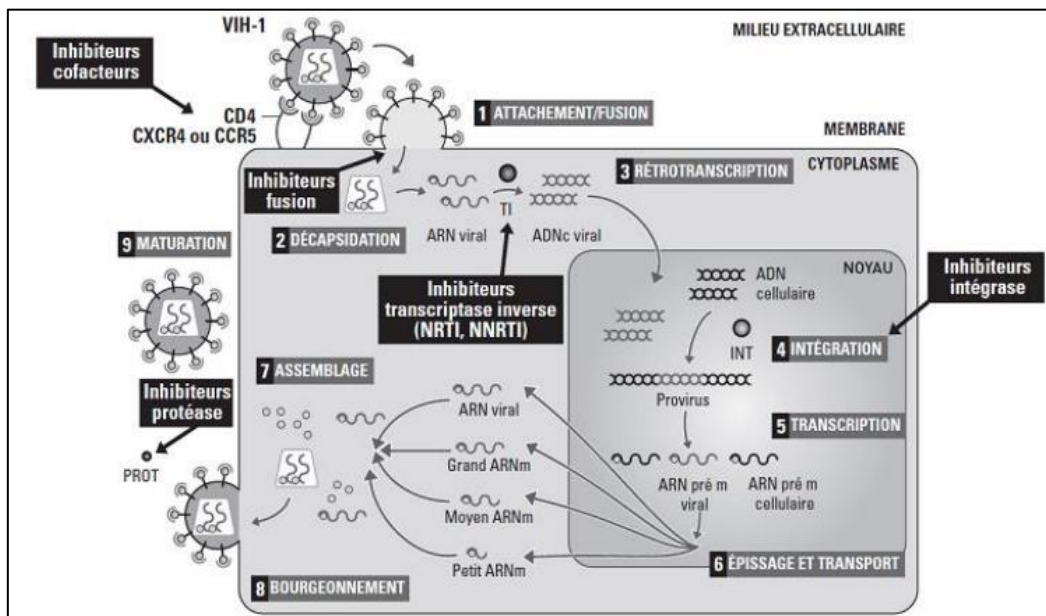 VIH-1
MILIEU EXTRACELLULAIRE
Inhibiteurs
cofacteurs
CD4
CXCR4 ou CCR5
1 ATTACHEMENT/FUSION
MEMBRANE
CYTOPLASME
Inhibiteurs
fusion
3 RÉTROTRANSCRIPTION
TI
2 DÉCAPSIDATION
ARN viral
ADNc viral
9 MATURATION
NOYAU
Inhibiteurs
intégrase
ADN
cellulaire
Inhibiteurs
transcriptase inverse
(NRTI, NNRTI)
INT
4 INTÉGRATION
7 ASSEMBLAGE
Provirus
Inhibiteurs
protéase
ARN viral
5 TRANSCRIPTION
PROT
Grand ARNm
ARN pré m
viral
ARN pré m
cellulaire
Moyen ARNm
6 ÉPISSAGE ET TRANSPORT
Petit ARNm
8 BOURGEONNEMENT